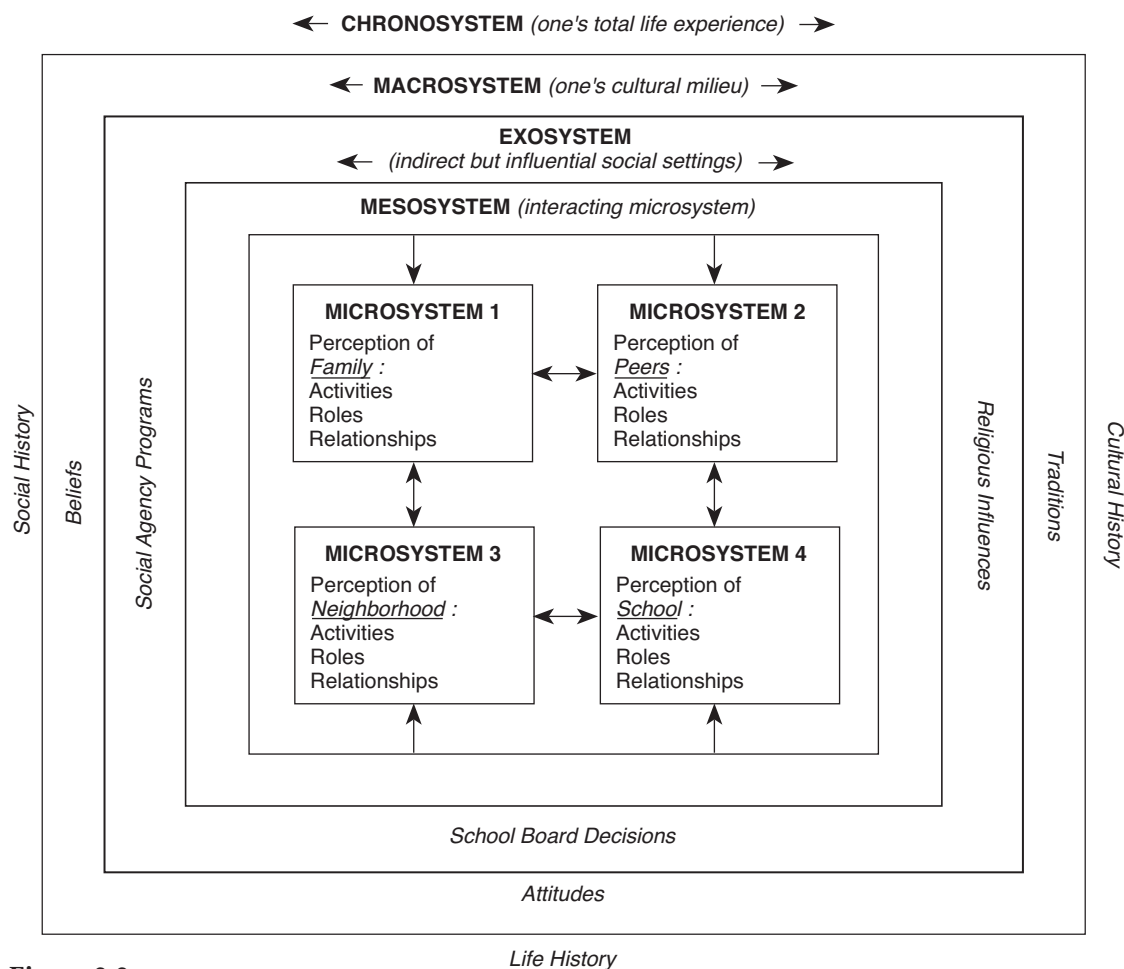 CHRONOSYSTEM (one's total life experience)
MACROSYSTEM (one's cultural milieu)
EXOSYSTEM
(indirect but influential social settings)
MESOSYSTEM (interacting microsystem)
MICROSYSTEM 1
Perception of
Family :
Activities
Roles
Relationships
MICROSYSTEM 2
Perception of
Peers :
Activities
Roles
Relationships
MICROSYSTEM 3
Perception of
Neighborhood :
Activities
Roles
Relationships
MICROSYSTEM 4
Perception of
School :
Activities
Roles
Relationships
Social History
Beliefs
Social Agency Programs
Religious Influences
Traditions
Cultural History
School Board Decisions
Attitudes
Life History